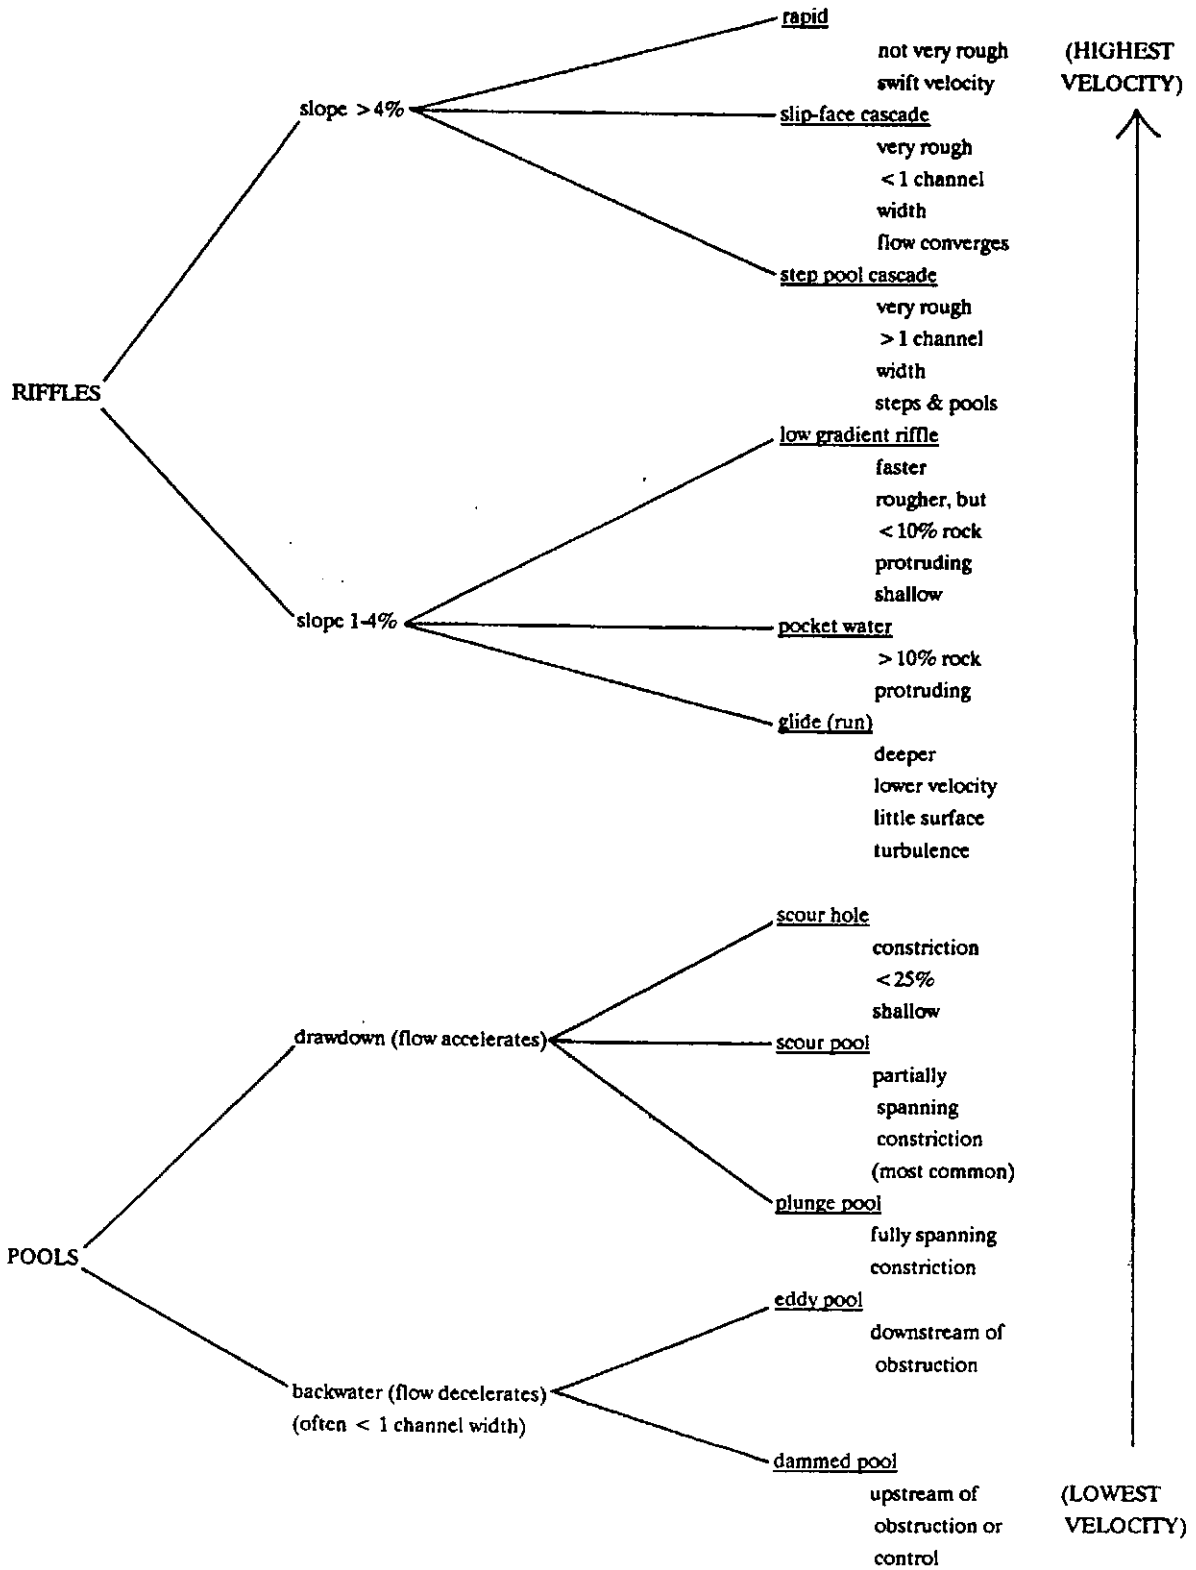 rapid
not very rough
swift velocity
(HIGHEST
VELOCITY)
slope > 4%
slip-face cascade
very rough
< 1 channel
width
flow converges
step pool cascade
very rough
> 1 channel
width
steps & pools
RIFFLES
low gradient riffle
faster
rougher, but
< 10% rock
protruding
shallow
slope 1-4%
pocket water
> 10% rock
protruding
glide (run)
deeper
lower velocity
little surface
turbulence
scour hole
constriction
< 25%
shallow
drawdown (flow accelerates)
scour pool
partially
spanning
constriction
(most common)
plunge pool
fully spanning
constriction
POOLS
eddy pool
downstream of
obstruction
backwater (flow decelerates)
(often < 1 channel width)
dammed pool
upstream of
obstruction or
control
(LOWEST
VELOCITY)